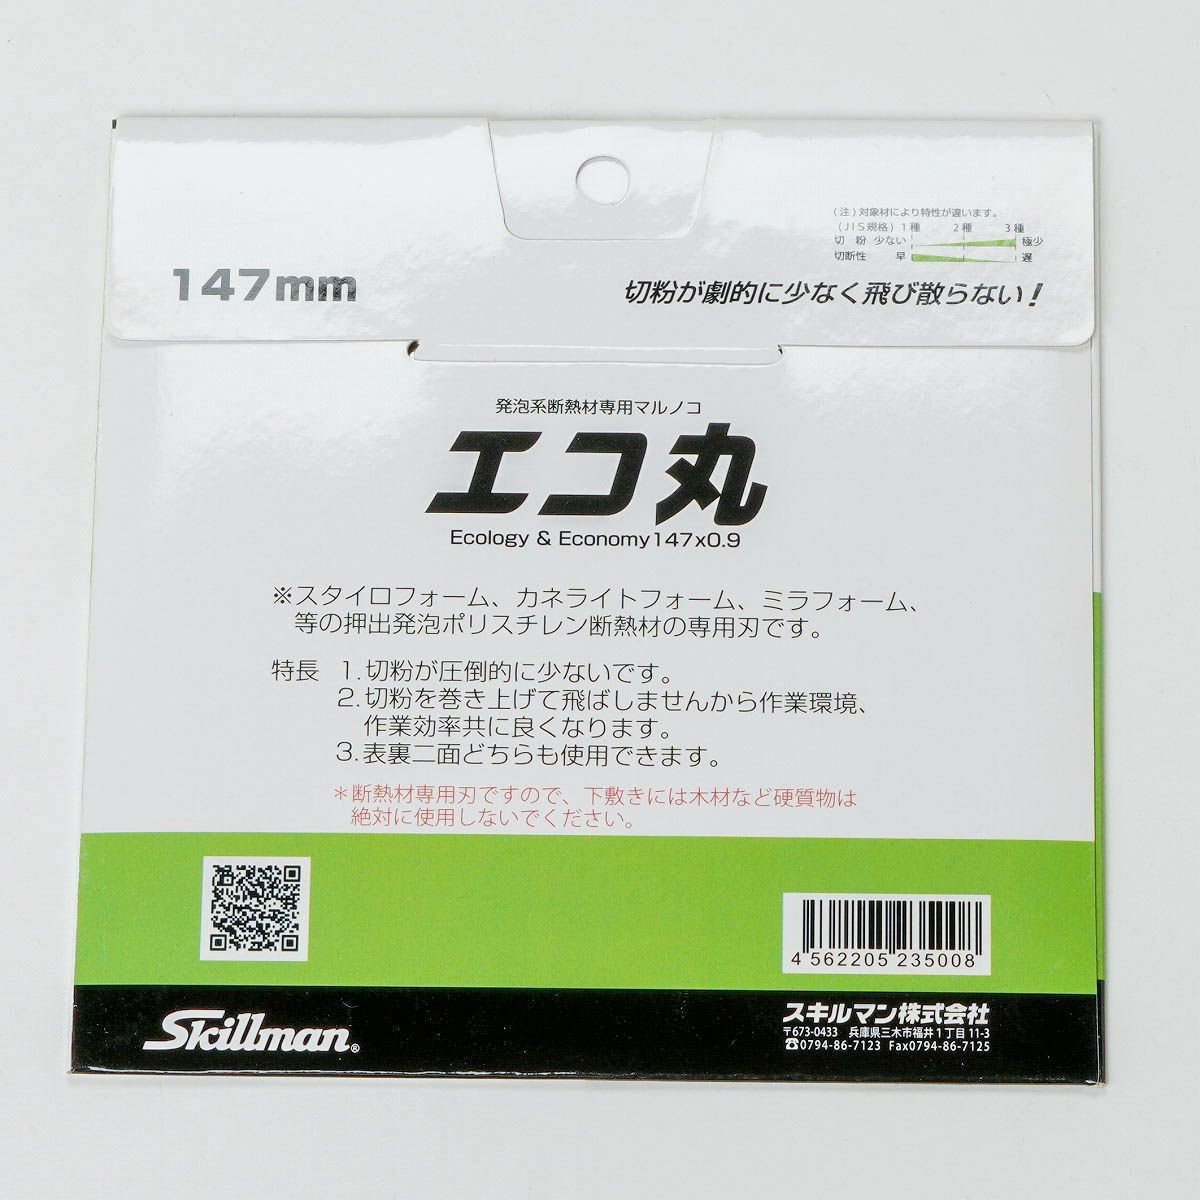 (注)対象材により特性が違います。
(JIS規格) 1種 2種 3種
切 粉 少ない 極少
切断性 早 遅
147mm
切粉が劇的に少なく飛び散らない!
発泡系断熱材専用マルノコ
エコ丸
Ecology & Economy147x0.9
※スタイロフォーム、カネライトフォーム、ミラフォーム、
等の押出発泡ポリスチレン断熱材の専用刃です。
特長 1.切粉が圧倒的に少ないです。
2.切粉を巻き上げて飛ばしませんから作業環境、
作業効率共に良くなります。
3.表裏二面どちらも使用できます。
*断熱材専用刃ですので、下敷きには木材など硬質物は
絶対に使用しないでください。
4 562205 235008
Skillman®
スキルマン株式会社
〒673-0433 兵庫県三木市福井1丁目11-3
☎0794-86-7123 Fax0794-86-7125